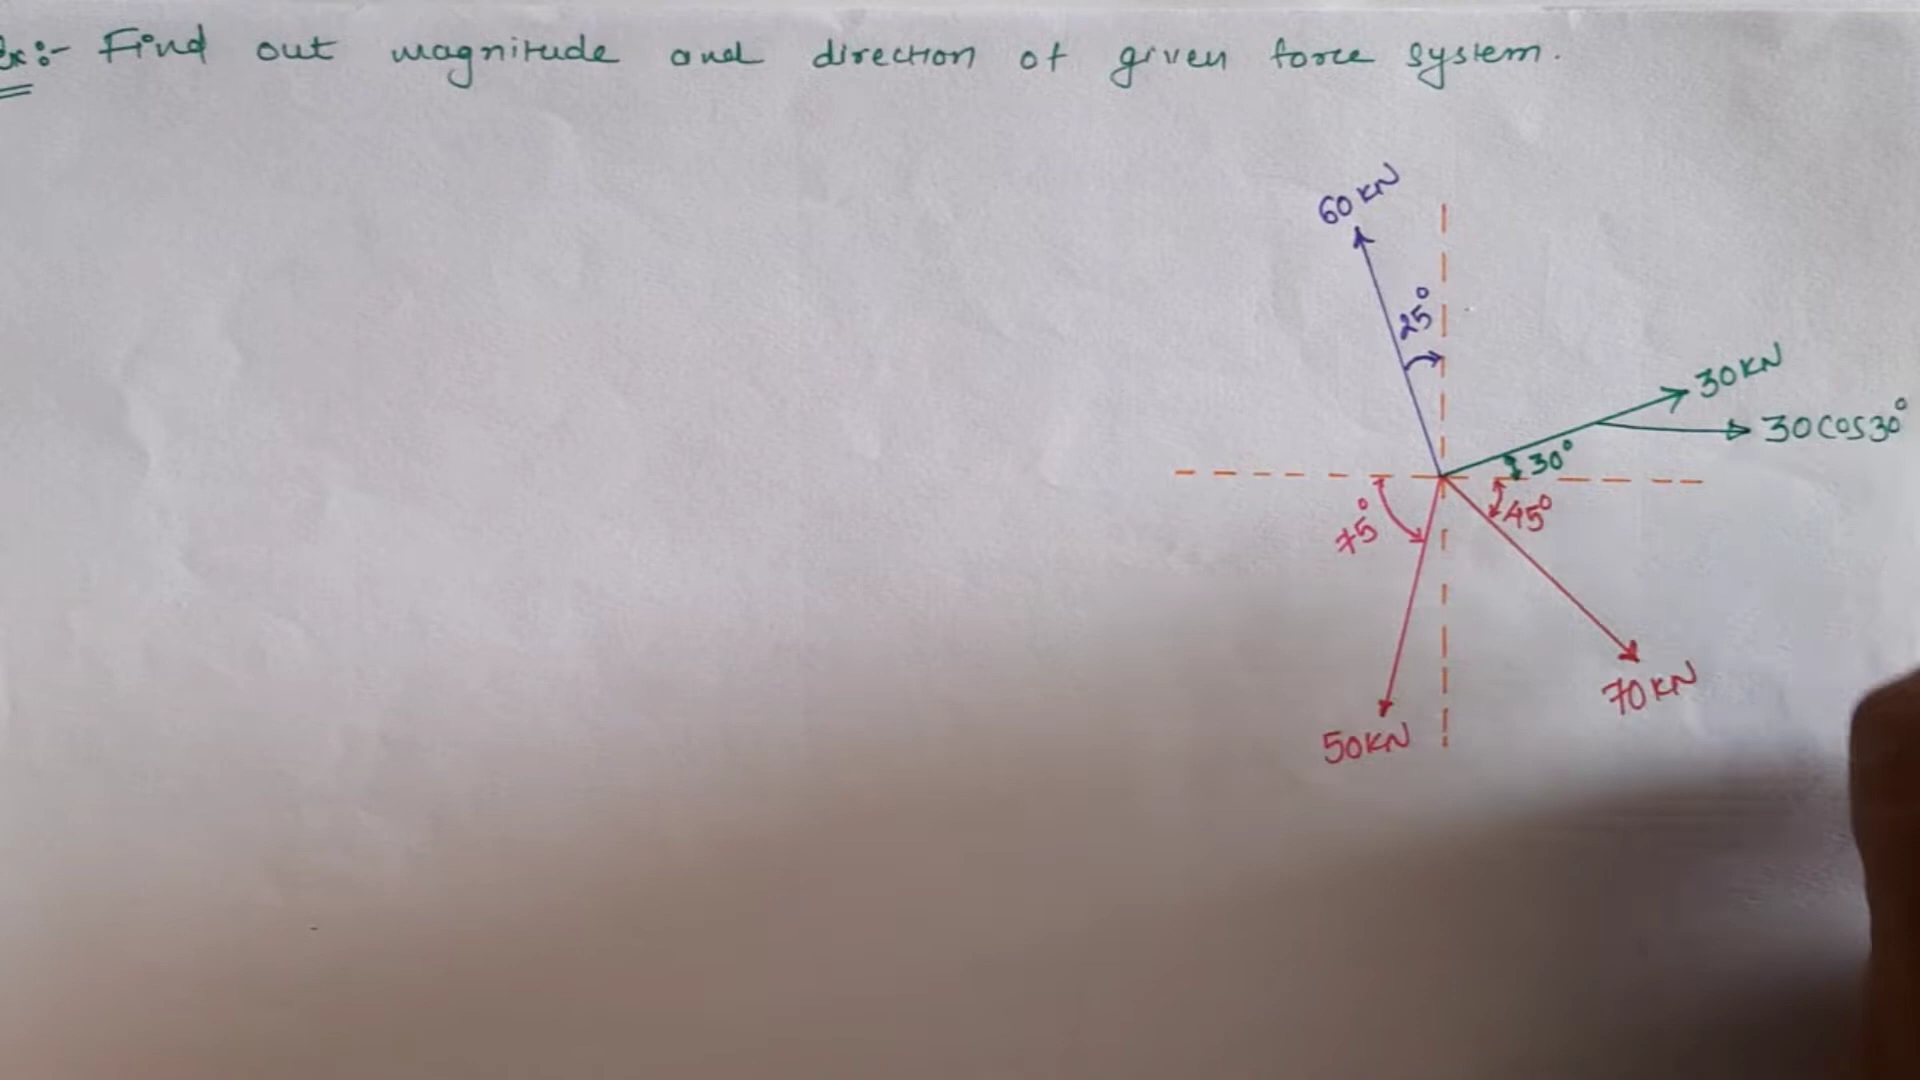 Ex:- Find out magnitude and direction of given force system.
60 KN
25°
30 KN
30 cos 30°
30°
45°
75°
70 KN
50 KN